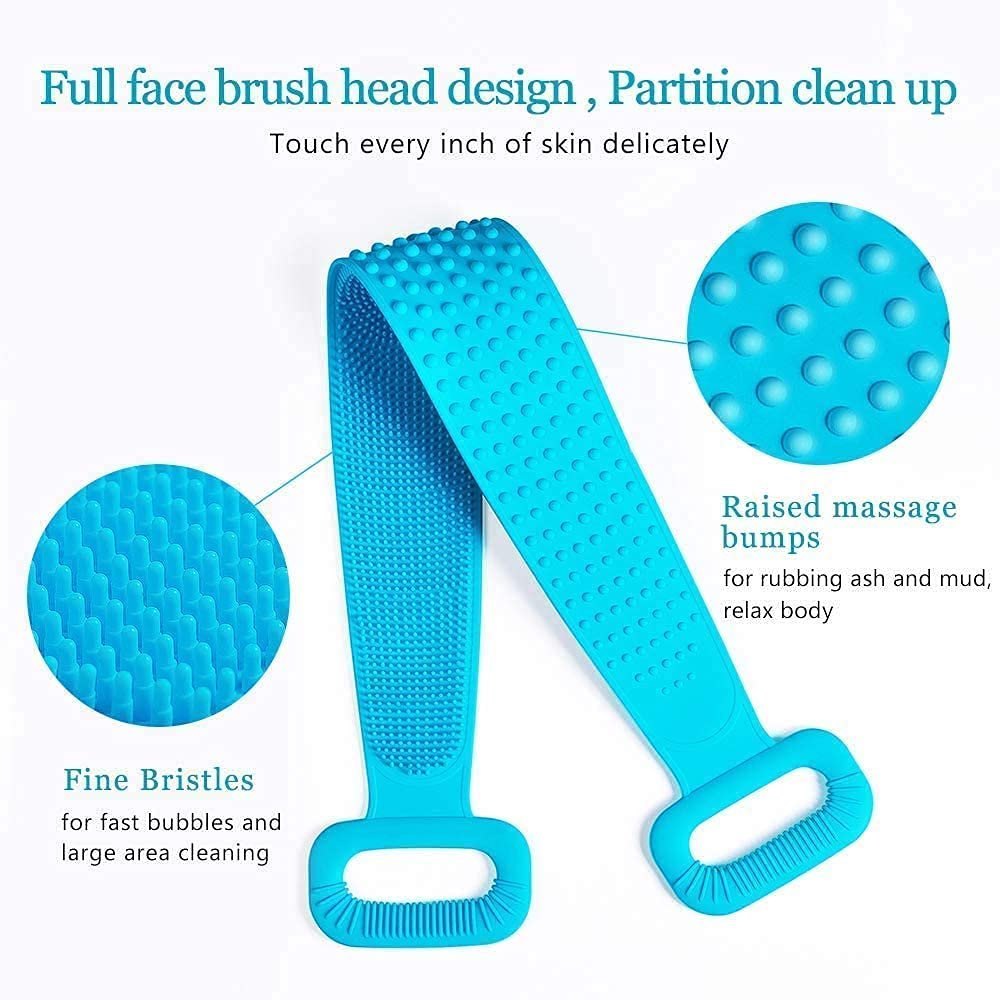 Full face brush head design , Partition clean up
Touch every inch of skin delicately
Raised massage
bumps
for rubbing ash and mud,
relax body
Fine Bristles
for fast bubbles and
large area cleaning